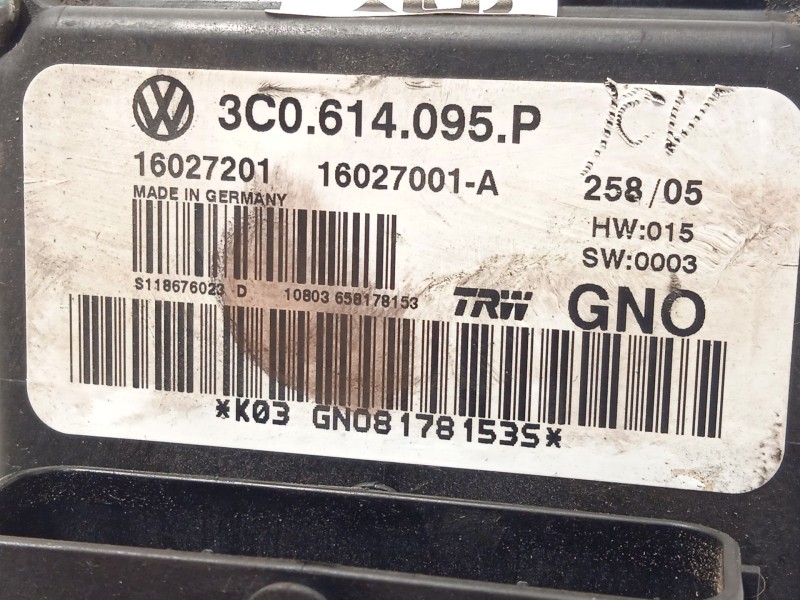 3C0.614.095.P
16027201 16027001-A 258/05
MADE IN GERMANY HW:015
SW:0003
S118676023 D 10803 658178153 TRW GNO
*K03 GNO8178153S*